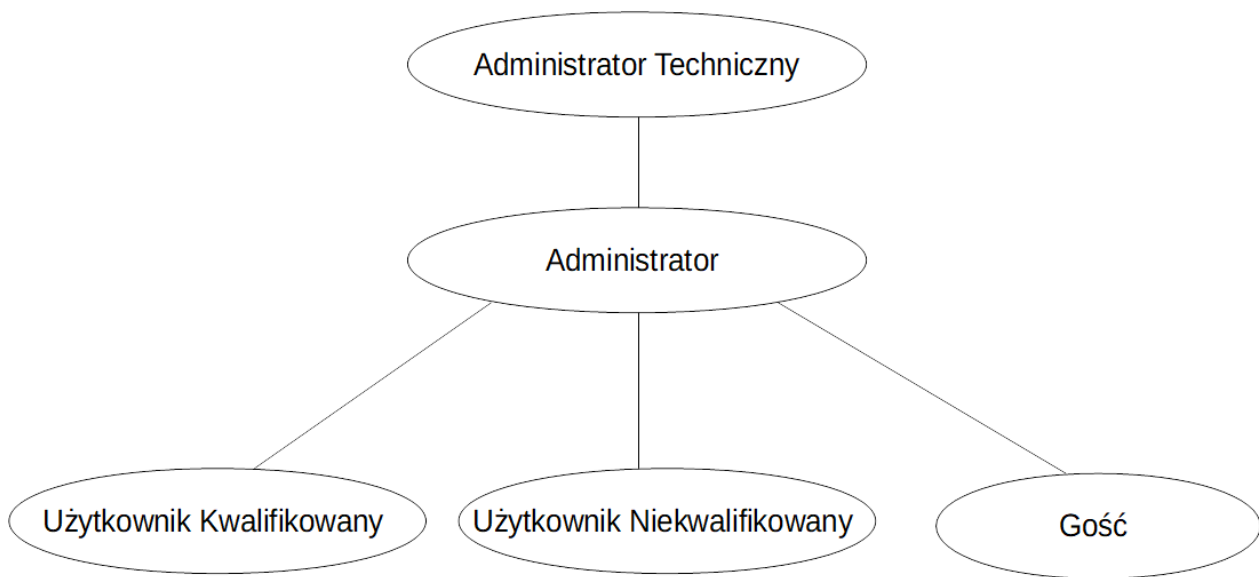 Administrator Techniczny
Administrator
Użytkownik Kwalifikowany
Użytkownik Niekwalifikowany
Gość